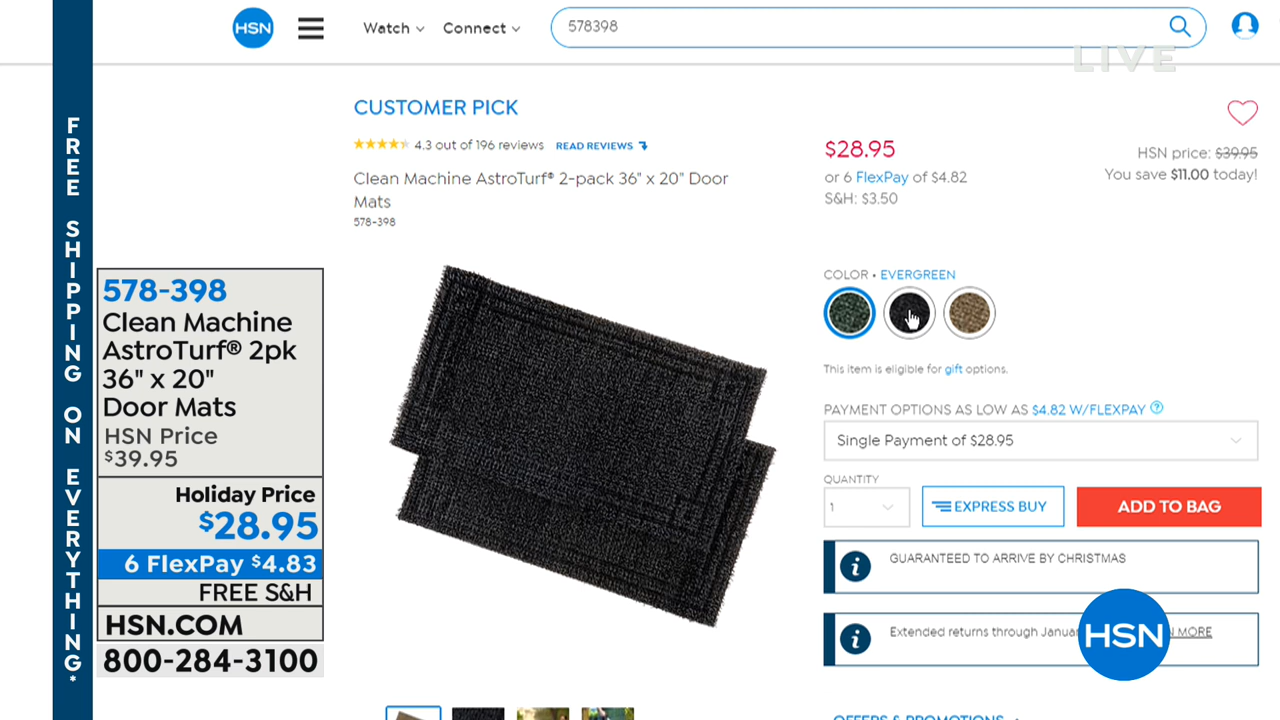 FREE SHIPPING ON EVERYTHING*
HSN
Watch
Connect
578398
LIVE
CUSTOMER PICK
4.3 out of 196 reviews READ REVIEWS
Clean Machine AstroTurf® 2-pack 36" x 20" Door
Mats
578-398
$28.95
or 6 FlexPay of $4.82
S&H: $3.50
HSN price: $39.95
You save $11.00 today!
COLOR • EVERGREEN
This item is eligible for gift options.
PAYMENT OPTIONS AS LOW AS $4.82 W/FLEXPAY ?
Single Payment of $28.95
QUANTITY
1
EXPRESS BUY
ADD TO BAG
i GUARANTEED TO ARRIVE BY CHRISTMAS
i Extended returns through MORE
HSN
OFFERS & PROMOTIONS
578-398
Clean Machine
AstroTurf® 2pk
36" x 20"
Door Mats
HSN Price
$39.95
Holiday Price
$28.95
6 FlexPay $4.83
FREE S&H
HSN.COM
800-284-3100